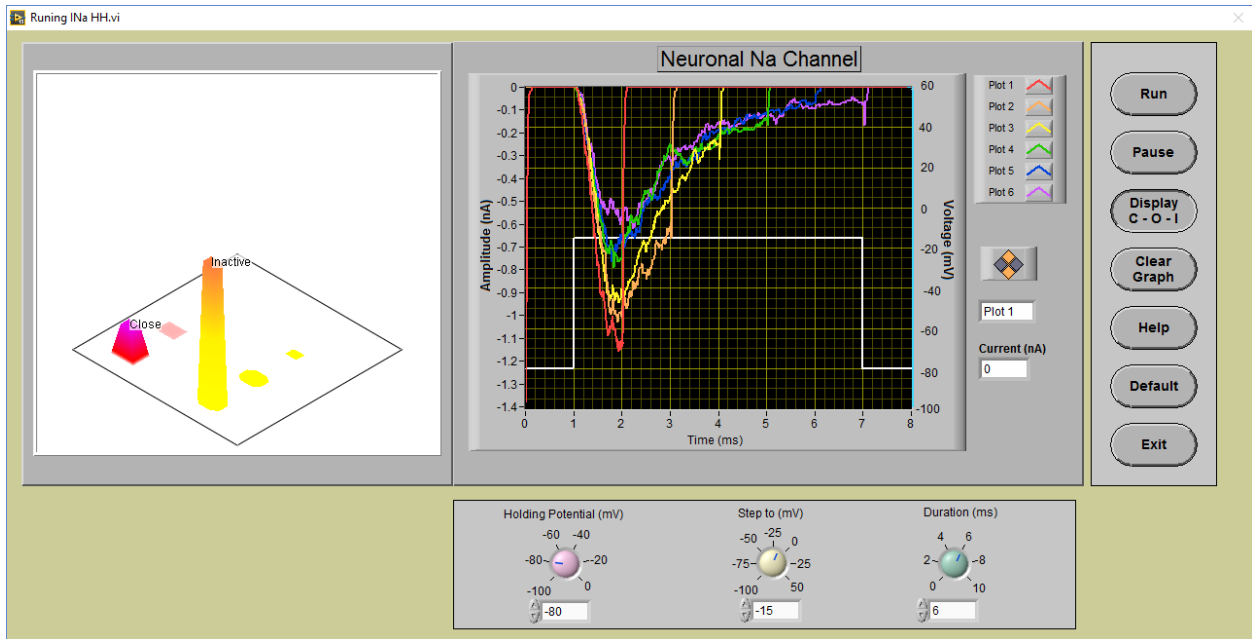 Runing INa HH.vi
Inactive
Close
Neuronal Na Channel
Amplitude (nA)
-0
-0.1
-0.2
-0.3
-0.4
-0.5
-0.6
-0.7
-0.8
-0.9
-1
-1.1
-1.2
-1.3
-1.4
0
1
2
3
4
5
6
7
8
Time (ms)
60
40
20
0
-20
-40
-60
-80
-100
Voltage (mV)
Plot 1
Plot 2
Plot 3
Plot 4
Plot 5
Plot 6
Plot 1
Current (nA)
0
Run
Pause
Display
C - O - I
Clear
Graph
Help
Default
Exit
Holding Potential (mV)
-100
-80
-60
-40
-20
0
-80
Step to (mV)
-100
-75
-50
-25
0
-25
50
-15
Duration (ms)
0
2
4
6
-8
10
6